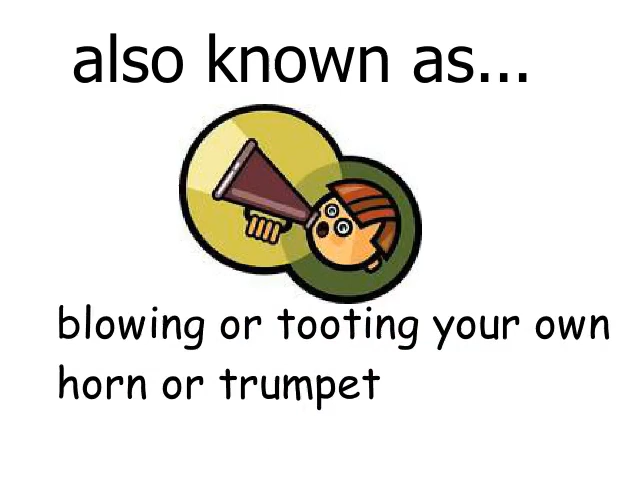 also known as...
blowing or tooting your own
horn or trumpet